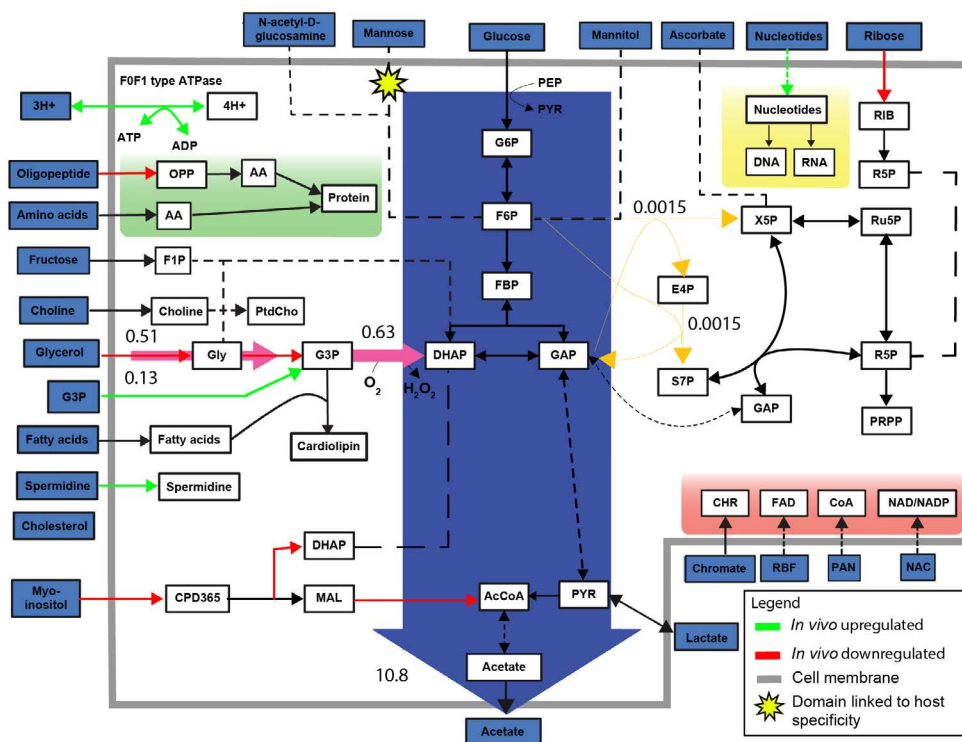 N-acetyl-D-
glucosamine
Mannose
Glucose
Mannitol
Ascorbate
Nucleotides
Ribose
F0F1 type ATPase
3H+
4H+
ATP
ADP
PEP
PYR
G6P
Nucleotides
DNA
RNA
RIB
R5P
Oligopeptide
OPP
AA
Protein
Amino acids
AA
F6P
0.0015
X5P
Ru5P
Fructose
F1P
FBP
E4P
Choline
Choline
PtdCho
0.0015
0.51
0.63
Glycerol
Gly
G3P
DHAP
GAP
R5P
0.13
O2
H2O2
S7P
G3P
GAP
PRPP
Fatty acids
Fatty acids
Cardiolipin
Spermidine
Spermidine
CHR
FAD
CoA
NAD/NADP
Cholesterol
DHAP
Chromate
RBF
PAN
NAC
Myo-
inositol
CPD365
MAL
AcCoA
PYR
Lactate
Acetate
10.8
Acetate
Legend
In vivo upregulated
In vivo downregulated
Cell membrane
Domain linked to host
specificity